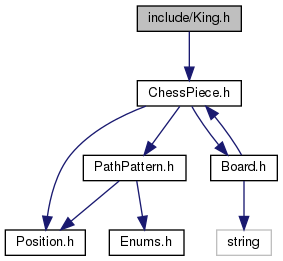 include/King.h
ChessPiece.h
PathPattern.h
Board.h
Position.h
Enums.h
string